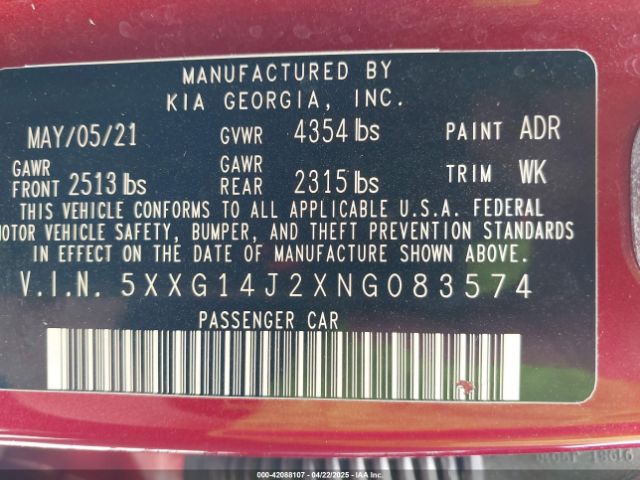 MANUFACTURED BY
KIA GEORGIA, INC.
MAY/05/21 GVWR 4354 lbs PAINT ADR
GAWR FRONT 2513 lbs GAWR REAR 2315 lbs TRIM WK
THIS VEHICLE CONFORMS TO ALL APPLICABLE U.S.A. FEDERAL
MOTOR VEHICLE SAFETY, BUMPER, AND THEFT PREVENTION STANDARDS
IN EFFECT ON THE DATE OF MANUFACTURE SHOWN ABOVE.
V.I.N. 5XXG14J2XNG083574
PASSENGER CAR
000-42088107 - 04/22/2025 - ADMIN